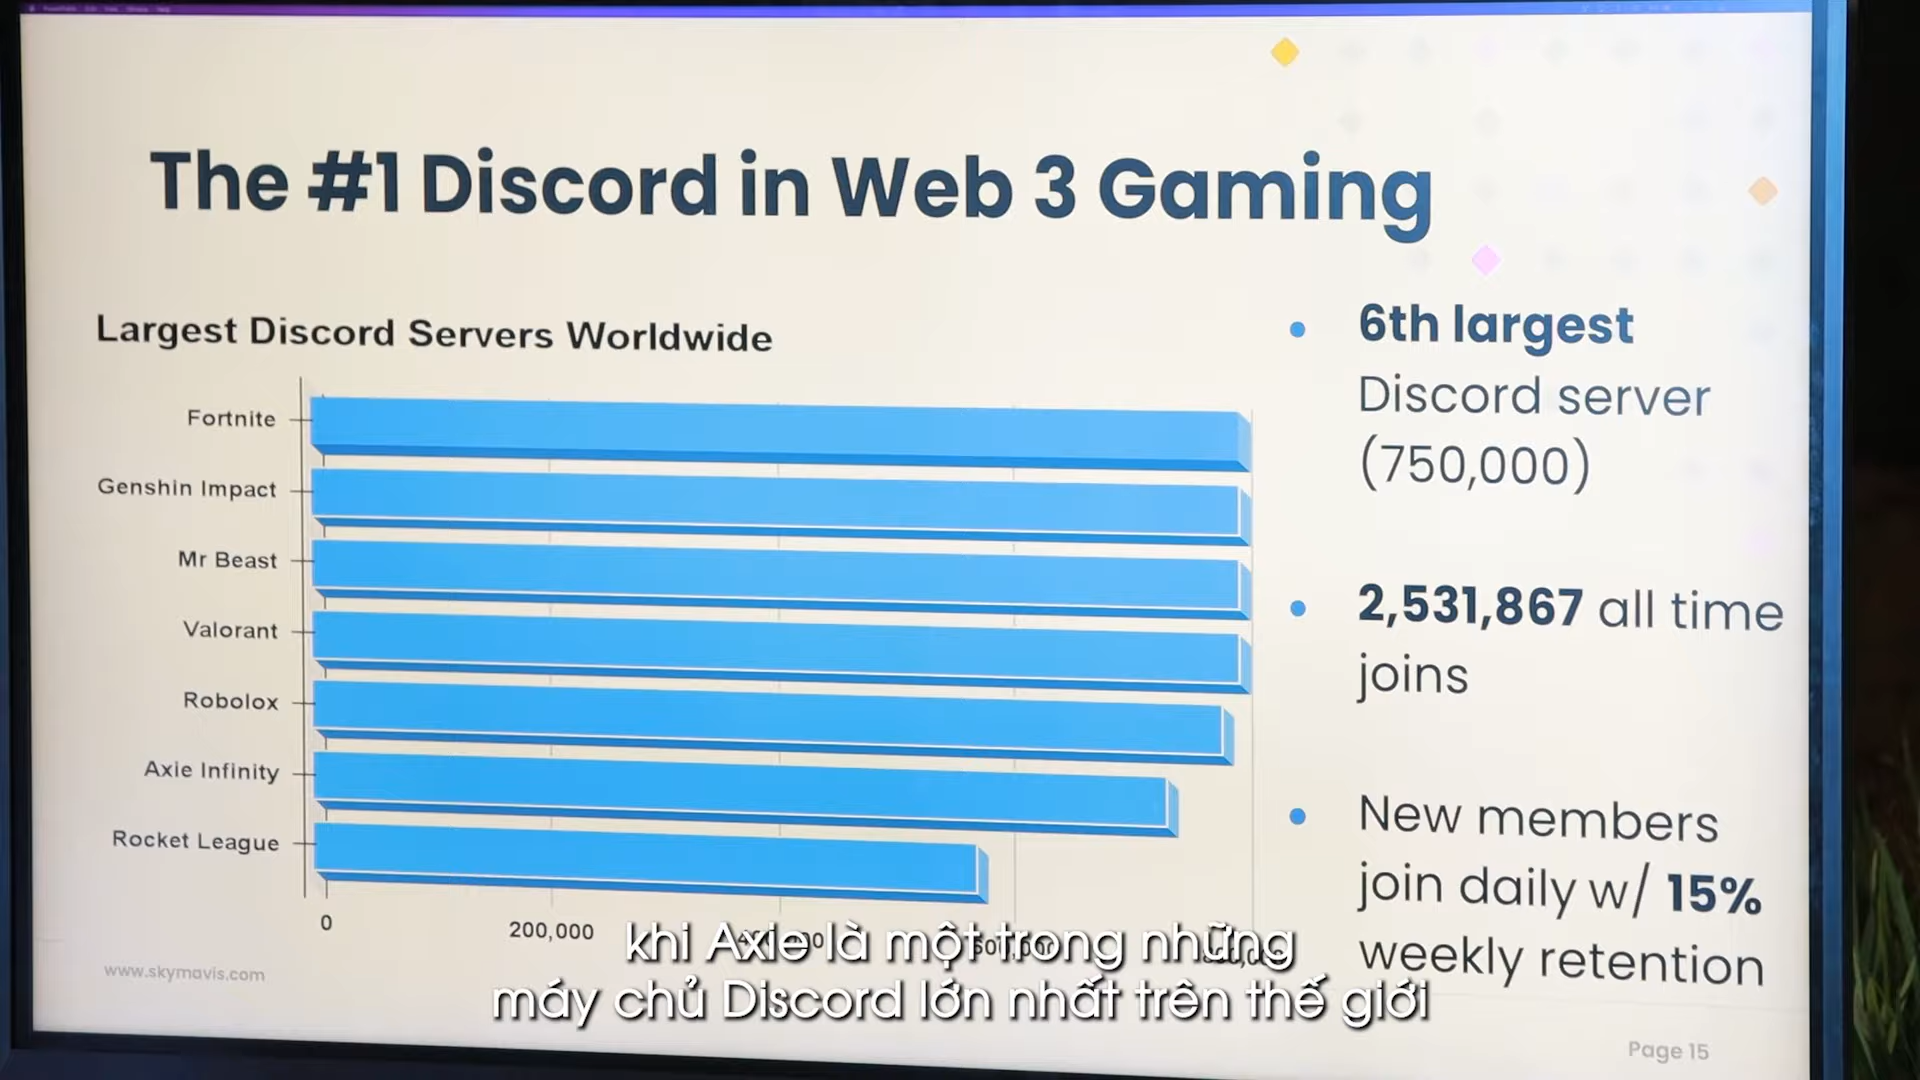 The #1 Discord in Web 3 Gaming
Largest Discord Servers Worldwide
Fortnite
Genshin Impact
Mr Beast
Valorant
Robolox
Axie Infinity
Rocket League
0
200,000
6th largest
Discord server
(750,000)
2,531,867 all time
joins
New members
join daily w/ 15%
weekly retention
khi Axie là một trong những
máy chủ Discord lớn nhất trên thế giới
www.skymavis.com
Page 15